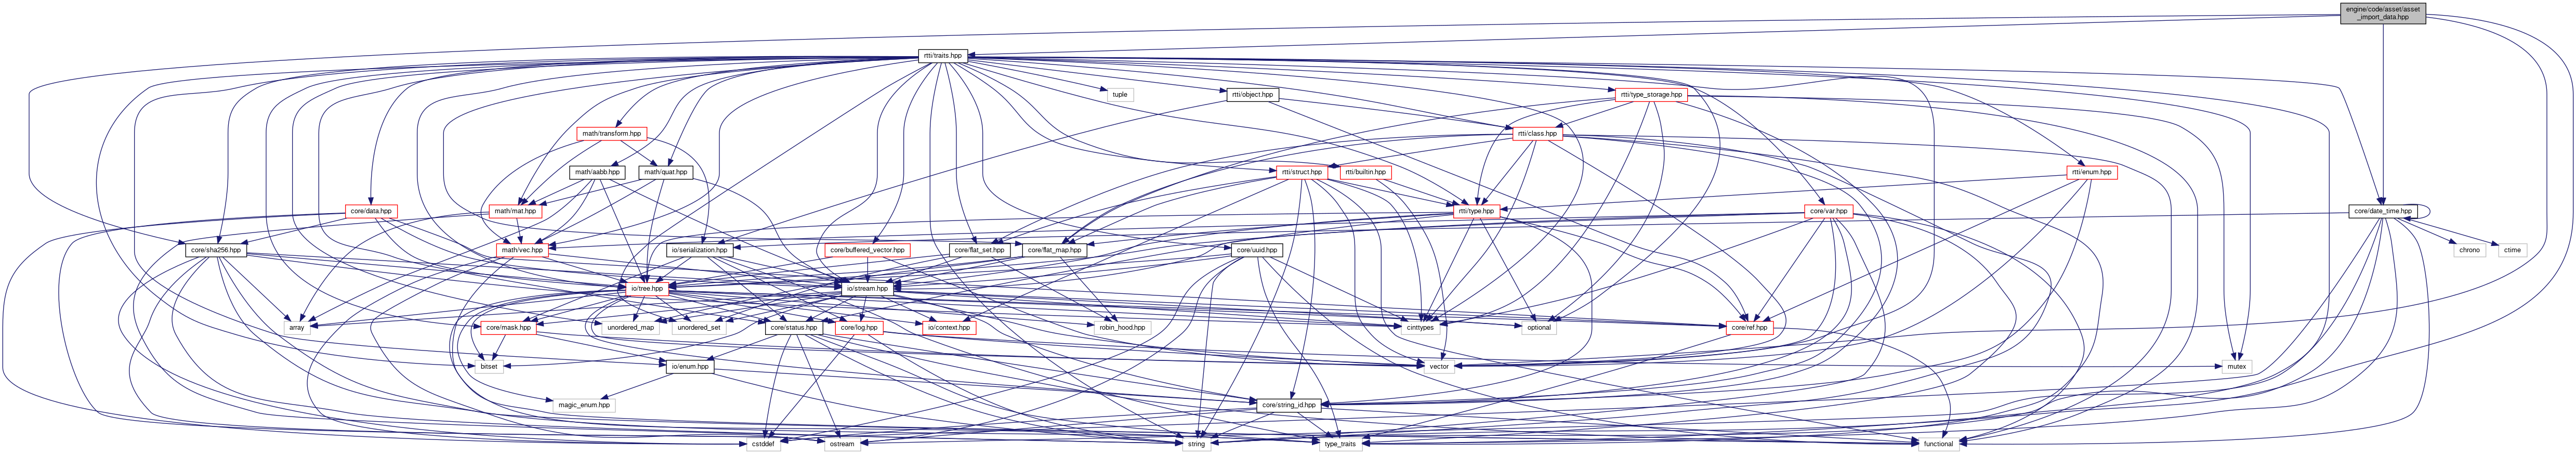 engine/code/asset/asset
_import_data.hpp
rtti/traits.hpp
tuple
rtti/object.hpp
rtti/type_storage.hpp
math/transform.hpp
rtti/class.hpp
math/aabb.hpp
math/quat.hpp
rtti/struct.hpp
rtti/builtin.hpp
rtti/enum.hpp
core/data.hpp
math/mat.hpp
rtti/type.hpp
core/var.hpp
core/date_time.hpp
core/sha256.hpp
math/vec.hpp
io/serialization.hpp
core/buffered_vector.hpp
core/flat_set.hpp
core/flat_map.hpp
core/uuid.hpp
chrono
ctime
io/tree.hpp
io/stream.hpp
array
core/mask.hpp
unordered_map
unordered_set
core/status.hpp
core/log.hpp
io/context.hpp
robin_hood.hpp
cinttypes
optional
core/ref.hpp
bitset
io/enum.hpp
vector
mutex
magic_enum.hpp
core/string_id.hpp
cstddef
ostream
string
type_traits
functional